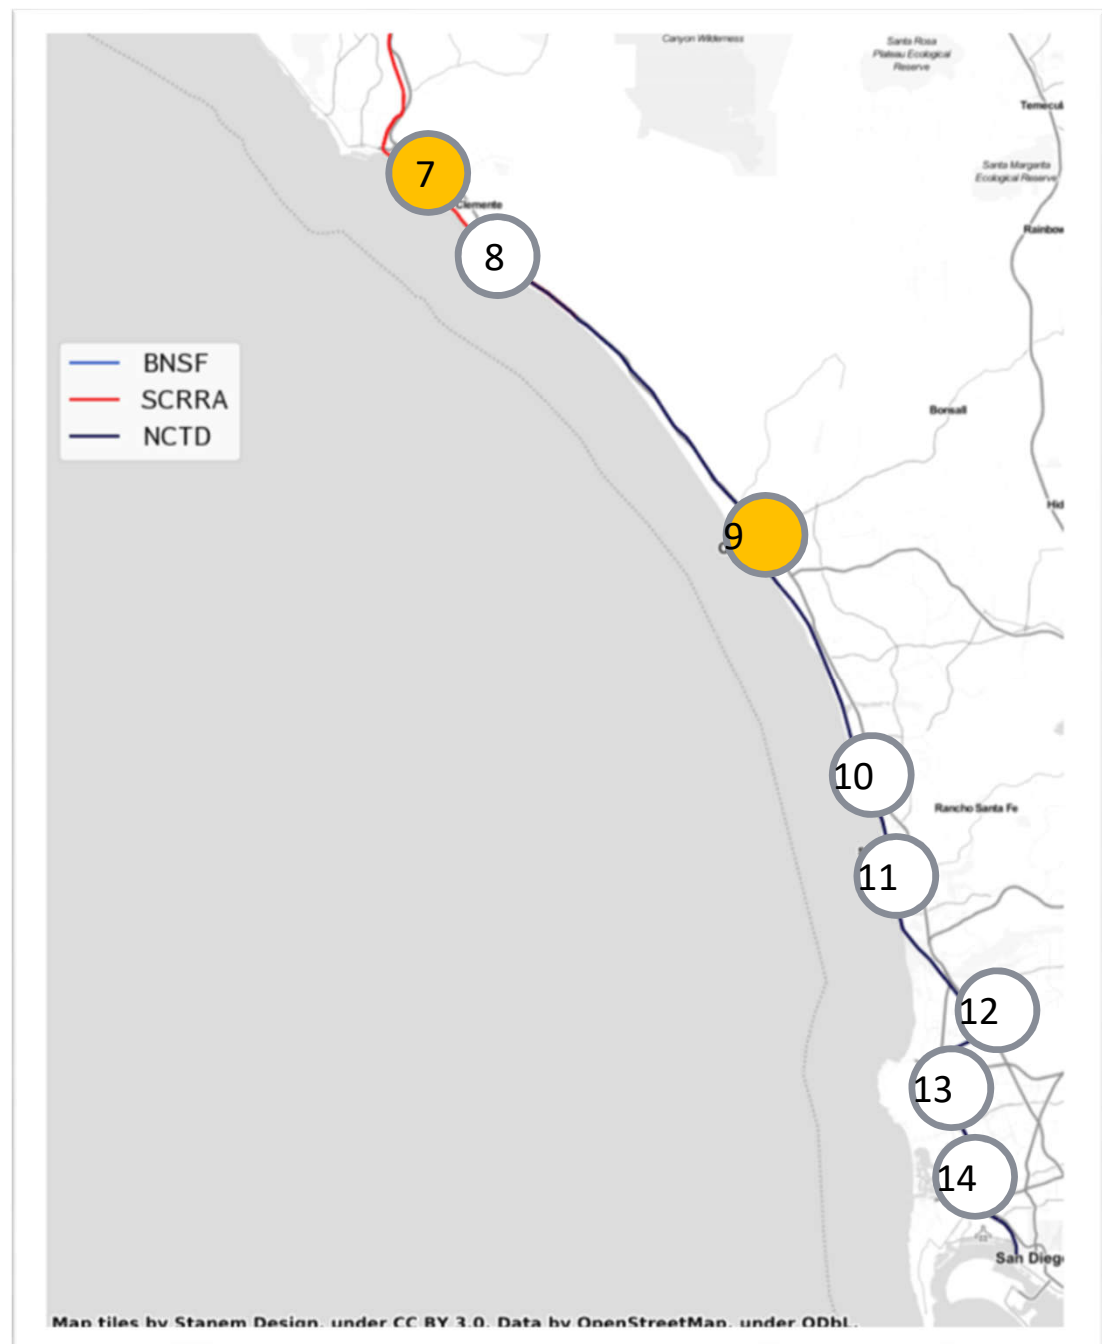 Canyon Wilderness
Santa Rosa
Plateau Ecological
Reserve
Temecul
Santa Margarita
Ecological Reserve
7
Clemente
Rainbow
8
BNSF
SCRRA
NCTD
Bonsall
Hid
9
10
Rancho Santa Fe
11
12
13
14
San Dieg
Map tiles by Stamen Design, under CC BY 3.0. Data by OpenStreetMap, under ODbL.